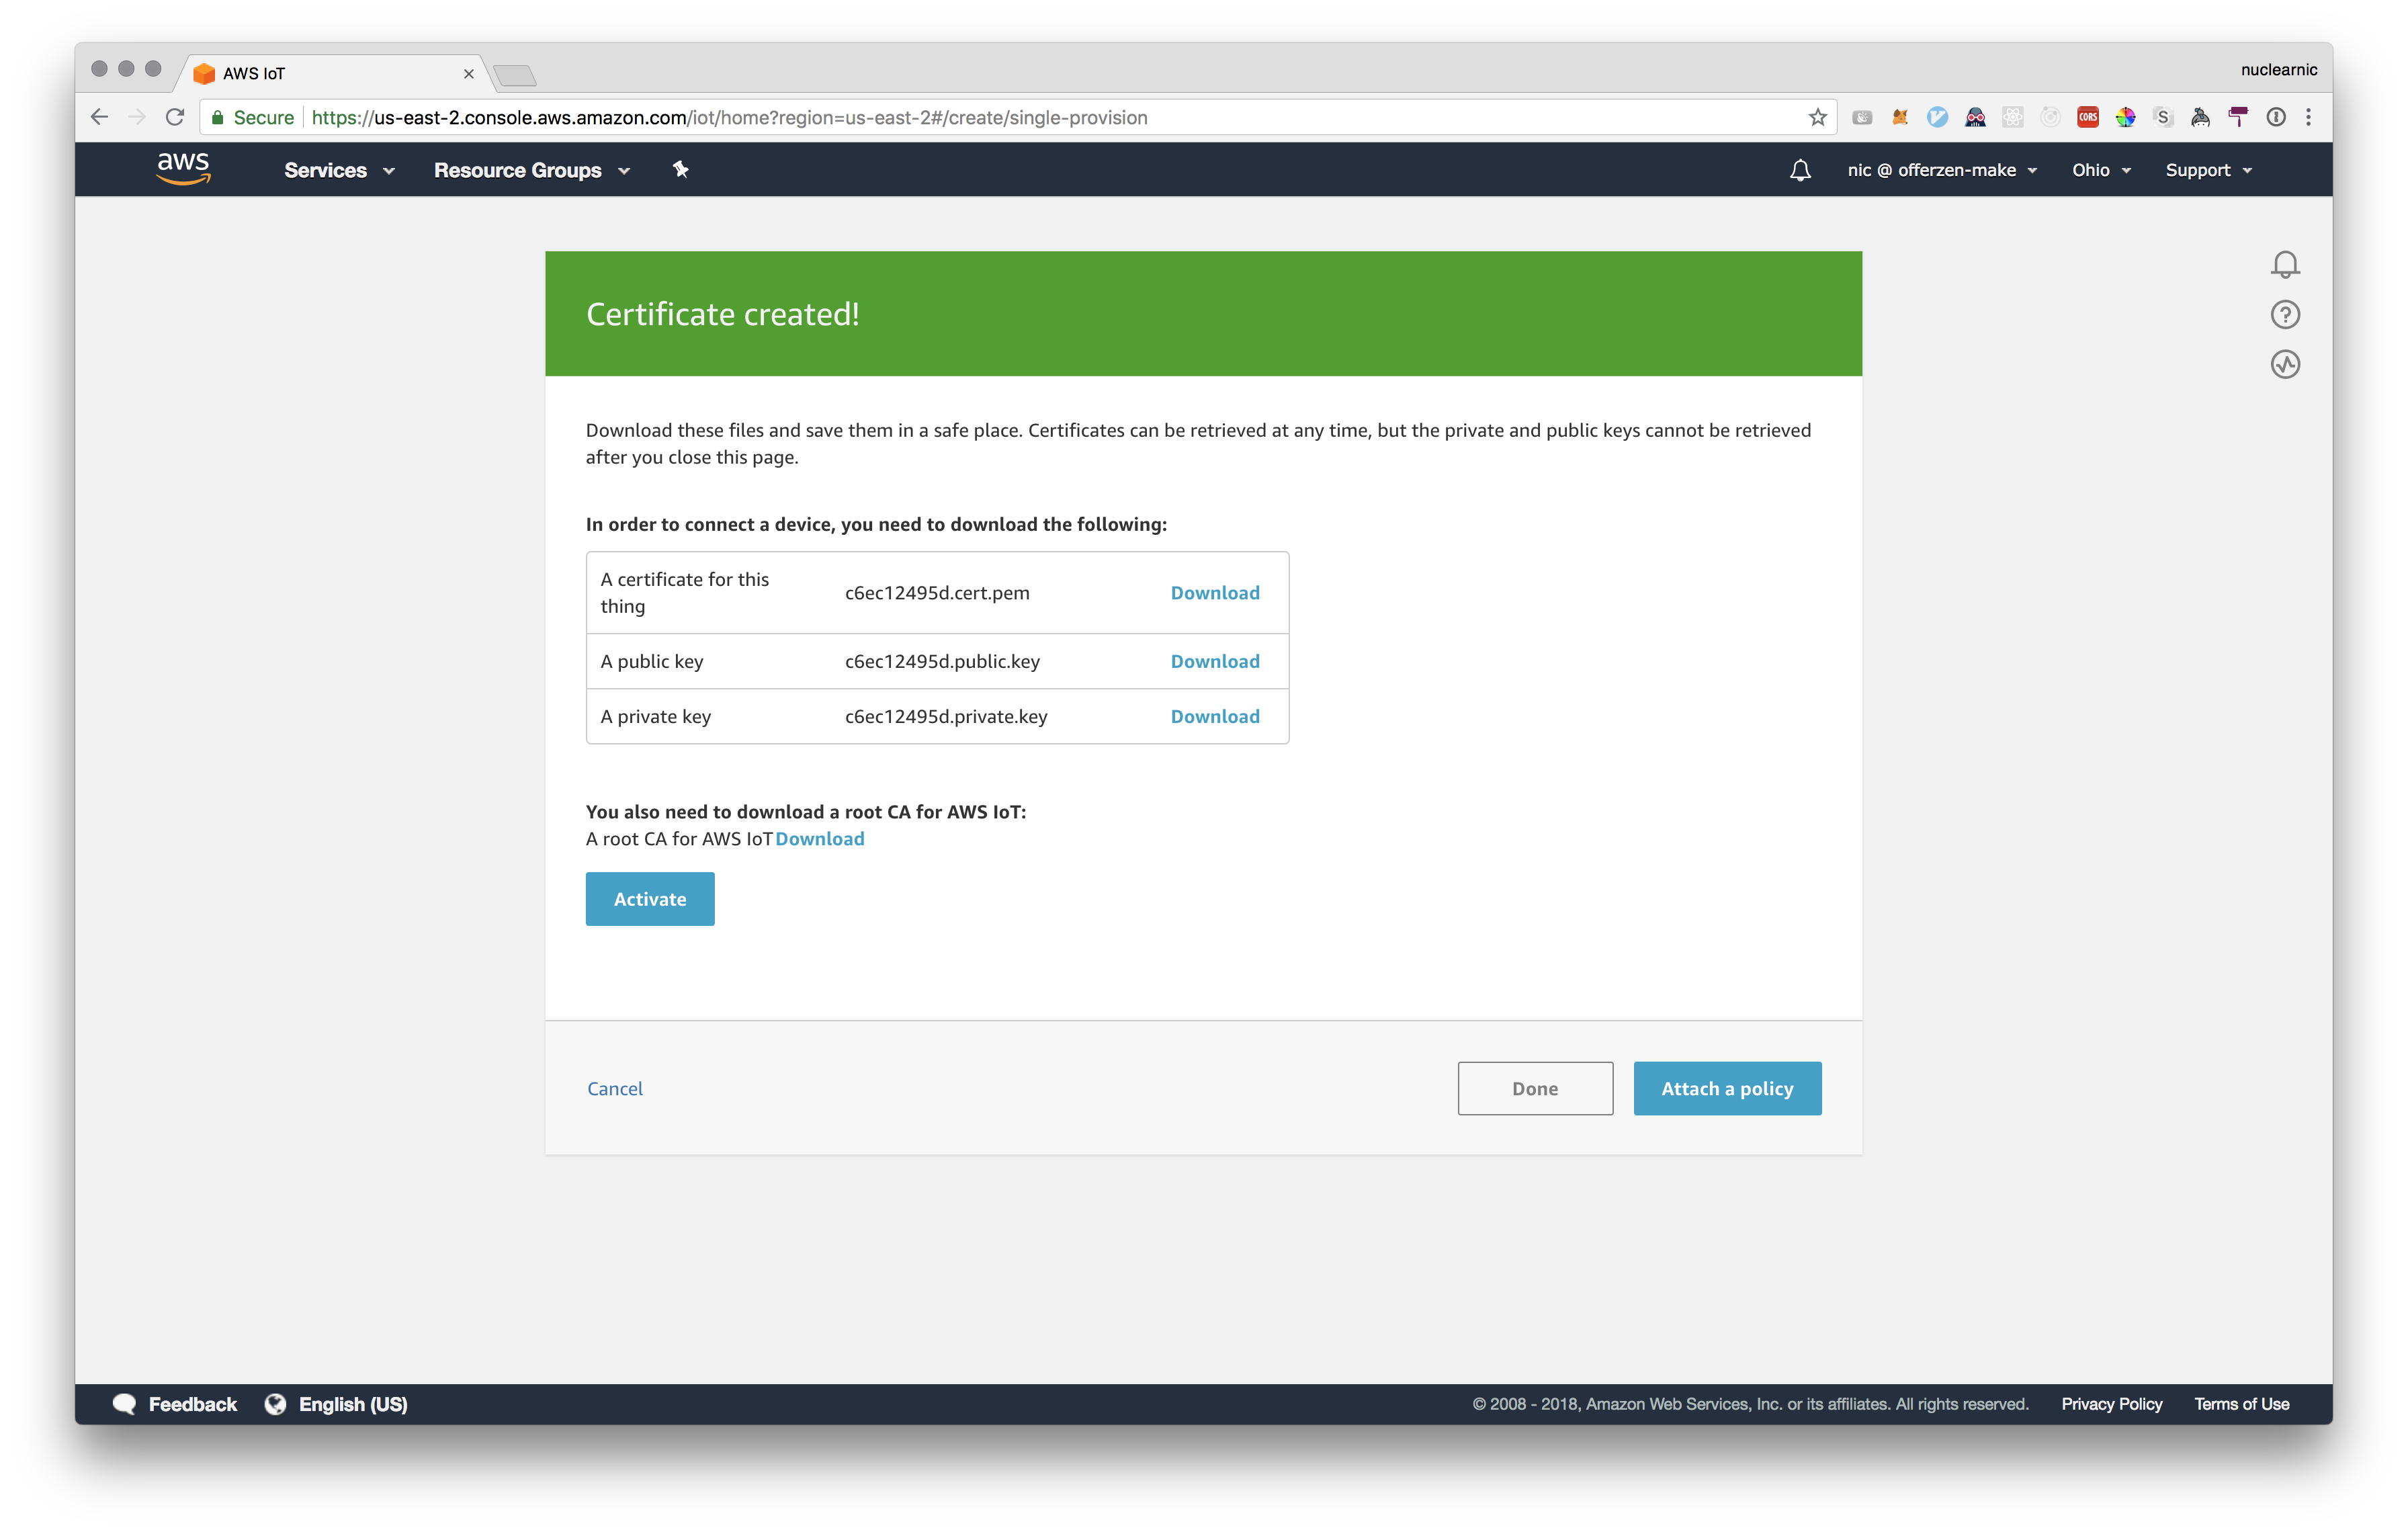 AWS IoT
nuclearnic
Secure https://us-east-2.console.aws.amazon.com/iot/home?region=us-east-2#/create/single-provision
CORS
S
aws Services Resource Groups nic @ offerzen-make Ohio Support
Certificate created!
Download these files and save them in a safe place. Certificates can be retrieved at any time, but the private and public keys cannot be retrieved
after you close this page.
In order to connect a device, you need to download the following:
A certificate for this
thing
c6ec12495d.cert.pem Download
A public key c6ec12495d.public.key Download
A private key c6ec12495d.private.key Download
You also need to download a root CA for AWS IoT:
A root CA for AWS IoT Download
Activate
Cancel Done Attach a policy
Feedback English (US) © 2008 - 2018, Amazon Web Services, Inc. or its affiliates. All rights reserved. Privacy Policy Terms of Use